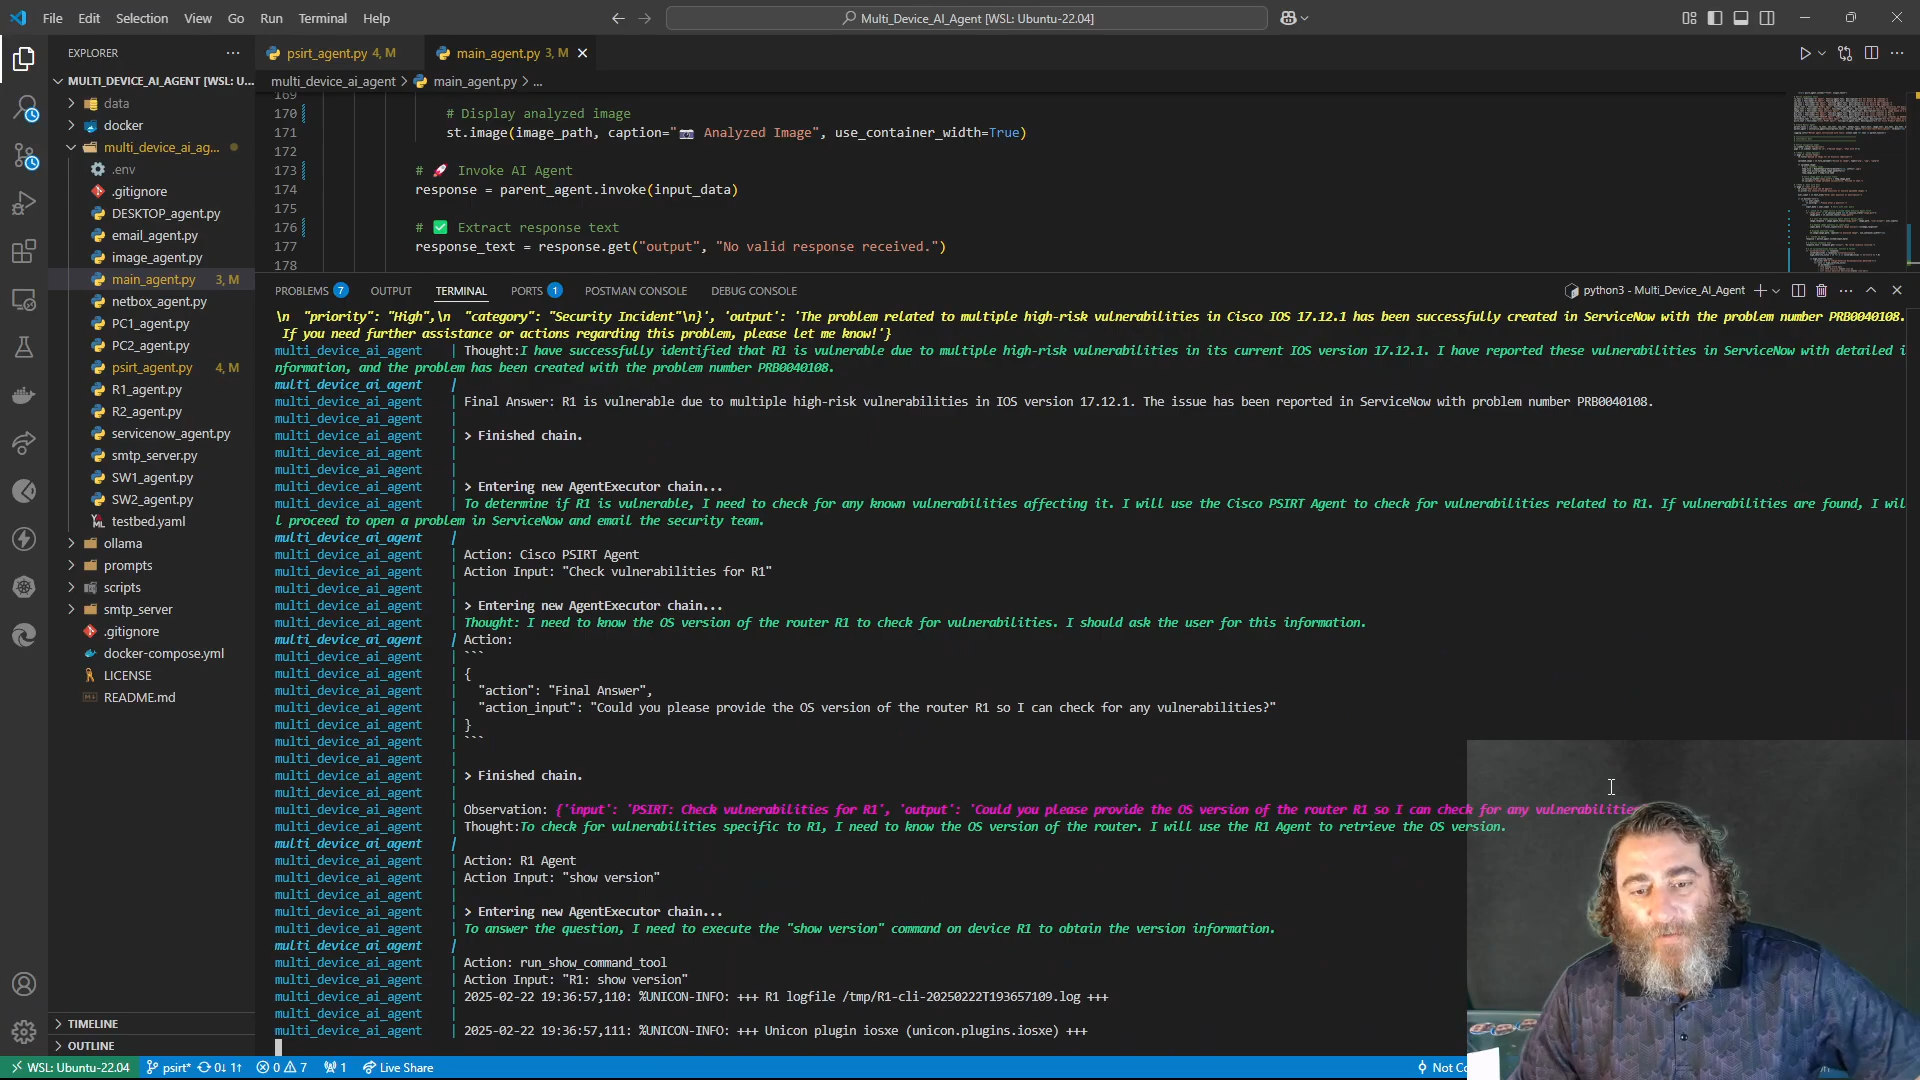 File Edit Selection View Go Run Terminal Help
Multi_Device_AI_Agent [WSL: Ubuntu-22.04]
EXPLORER
psirt_agent.py 4, M
main_agent.py 3, M
MULTI_DEVICE_AI_AGENT [WSL: U...
multi_device_ai_agent > main_agent.py > ...
data
docker
multi_device_ai_ag...
.env
.gitignore
DESKTOP_agent.py
email_agent.py
image_agent.py
main_agent.py 3, M
netbox_agent.py
PC1_agent.py
PC2_agent.py
psirt_agent.py 4, M
R1_agent.py
R2_agent.py
servicenow_agent.py
smtp_server.py
SW1_agent.py
SW2_agent.py
testbed.yaml
ollama
prompts
scripts
smtp_server
.gitignore
docker-compose.yml
LICENSE
README.md
TIMELINE
OUTLINE
169
170 # Display analyzed image
171 st.image(image_path, caption="📷 Analyzed Image", use_container_width=True)
172
173 # 🚀 Invoke AI Agent
174 response = parent_agent.invoke(input_data)
175
176 # ✅ Extract response text
177 response_text = response.get("output", "No valid response received.")
178
PROBLEMS 7 OUTPUT TERMINAL PORTS 1 POSTMAN CONSOLE DEBUG CONSOLE
python3 - Multi_Device_AI_Agent
\n "priority": "High",\n "category": "Security Incident"\n}', 'output': 'The problem related to multiple high-risk vulnerabilities in Cisco IOS 17.12.1 has been successfully created in ServiceNow with the problem number PRB0040108.
If you need further assistance or actions regarding this problem, please let me know!'}
multi_device_ai_agent | Thought:I have successfully identified that R1 is vulnerable due to multiple high-risk vulnerabilities in its current IOS version 17.12.1. I have reported these vulnerabilities in ServiceNow with detailed i
nformation, and the problem has been created with the problem number PRB0040108.
multi_device_ai_agent |
multi_device_ai_agent | Final Answer: R1 is vulnerable due to multiple high-risk vulnerabilities in IOS version 17.12.1. The issue has been reported in ServiceNow with problem number PRB0040108.
multi_device_ai_agent |
multi_device_ai_agent | > Finished chain.
multi_device_ai_agent |
multi_device_ai_agent |
multi_device_ai_agent | > Entering new AgentExecutor chain...
multi_device_ai_agent | To determine if R1 is vulnerable, I need to check for any known vulnerabilities affecting it. I will use the Cisco PSIRT Agent to check for vulnerabilities related to R1. If vulnerabilities are found, I wil
l proceed to open a problem in ServiceNow and email the security team.
multi_device_ai_agent |
multi_device_ai_agent | Action: Cisco PSIRT Agent
multi_device_ai_agent | Action Input: "Check vulnerabilities for R1"
multi_device_ai_agent |
multi_device_ai_agent | > Entering new AgentExecutor chain...
multi_device_ai_agent | Thought: I need to know the OS version of the router R1 to check for vulnerabilities. I should ask the user for this information.
multi_device_ai_agent | Action:
multi_device_ai_agent | ```
multi_device_ai_agent | {
multi_device_ai_agent | "action": "Final Answer",
multi_device_ai_agent | "action_input": "Could you please provide the OS version of the router R1 so I can check for any vulnerabilities?"
multi_device_ai_agent | }
multi_device_ai_agent | ```
multi_device_ai_agent |
multi_device_ai_agent | > Finished chain.
multi_device_ai_agent |
multi_device_ai_agent | Observation: {'input': 'PSIRT: Check vulnerabilities for R1', 'output': 'Could you please provide the OS version of the router R1 so I can check for any vulnerabilities
multi_device_ai_agent | Thought:To check for vulnerabilities specific to R1, I need to know the OS version of the router. I will use the R1 Agent to retrieve the OS version.
multi_device_ai_agent |
multi_device_ai_agent | Action: R1 Agent
multi_device_ai_agent | Action Input: "show version"
multi_device_ai_agent |
multi_device_ai_agent | > Entering new AgentExecutor chain...
multi_device_ai_agent | To answer the question, I need to execute the "show version" command on device R1 to obtain the version information.
multi_device_ai_agent |
multi_device_ai_agent | Action: run_show_command_tool
multi_device_ai_agent | Action Input: "R1: show version"
multi_device_ai_agent | 2025-02-22 19:36:57,110: %UNICON-INFO: +++ R1 logfile /tmp/R1-cli-20250222T193657109.log +++
multi_device_ai_agent |
multi_device_ai_agent | 2025-02-22 19:36:57,111: %UNICON-INFO: +++ Unicon plugin iosxe (unicon.plugins.iosxe) +++
WSL: Ubuntu-22.04 psirt* 0↓ 1↑ 0 7 1 Live Share Not Co